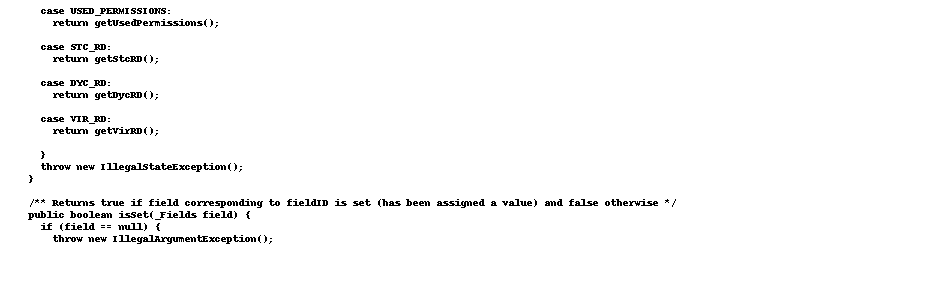 case USED_PERMISSIONS:
return getUsedPermissions();
case STC_RD:
return getStcRD();
case DYC_RD:
return getDycRD();
case VIR_RD:
return getVirRD();
}
throw new IllegalStateException();
}
/** Returns true if field corresponding to fieldID is set (has been assigned a value) and false otherwise */
public boolean isSet(_Fields field) {
if (field == null) {
throw new IllegalArgumentException();